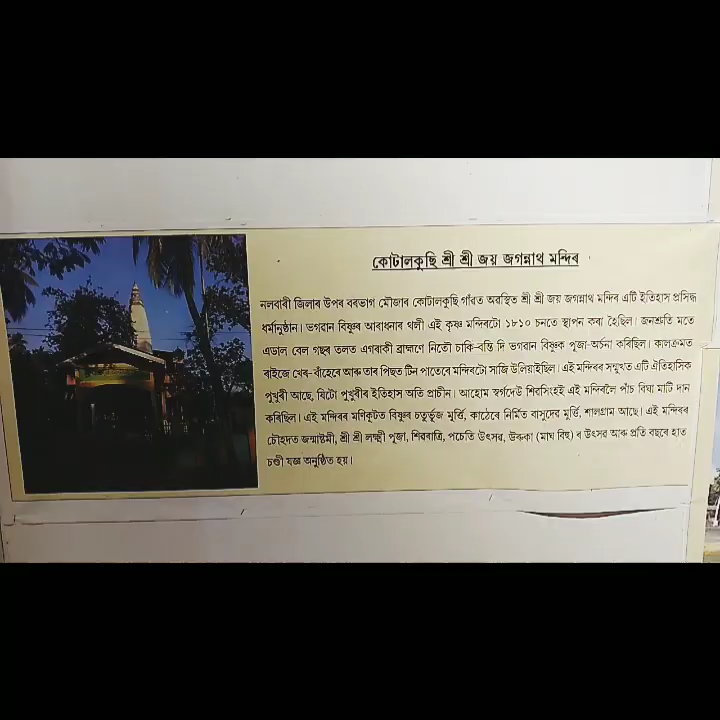 কোটালকুছি শ্ৰী শ্ৰী জয় জগন্নাথ মন্দিৰ
নলবাৰী জিলাৰ উপৰ বৰভাগ মৌজাৰ কোটালকুছি গাঁৱত অৱস্থিত শ্ৰী শ্ৰী জয় জগন্নাথ মন্দিৰ এটি ইতিহাস প্ৰসিদ্ধ
ধৰ্মানুষ্ঠান। ভগৱান বিষ্ণুৰ আৰাধনাৰ থলী এই কৃষ্ণ মন্দিৰটো ১৮১০ চনতে স্থাপন কৰা হৈছিল। জনশ্ৰুতি মতে
এডাল বেল গছৰ তলত এগৰাকী ব্ৰাহ্মণে নিতৌ চাকি-বন্তি দি ভগৱান বিষ্ণুক পূজা-অৰ্চনা কৰিছিল। কালক্ৰমত
ৰাইজে খেৰ-বাঁহেৰে আৰু তাৰ পিছত টিন পাতেৰে মন্দিৰটো সাজি উলিয়াইছিল। এই মন্দিৰৰ সন্মুখত এটি ঐতিহাসিক
পুখুৰী আছে, যিটো পুখুৰীৰ ইতিহাস অতি প্ৰাচীন। আহোম স্বৰ্গদেউ শিৱসিংহই এই মন্দিৰলৈ পাঁচ বিঘা মাটি দান
কৰিছিল। এই মন্দিৰৰ মণিকূটত বিষ্ণুৰ চতুৰ্ভূজ মূৰ্ত্তি, কাঠেৰে নিৰ্মিত বাসুদেৱ মূৰ্ত্তি, শালগ্ৰাম আছে। এই মন্দিৰৰ
চৌহদত জন্মাষ্টমী, শ্ৰী শ্ৰী লক্ষ্মী পূজা, শিৱৰাত্ৰি, পচেতি উৎসৱ, উৰুকা (মাঘ বিহু) ৰ উৎসৱ আৰু প্ৰতি বছৰে হাত
চণ্ডী যজ্ঞ অনুষ্ঠিত হয়।